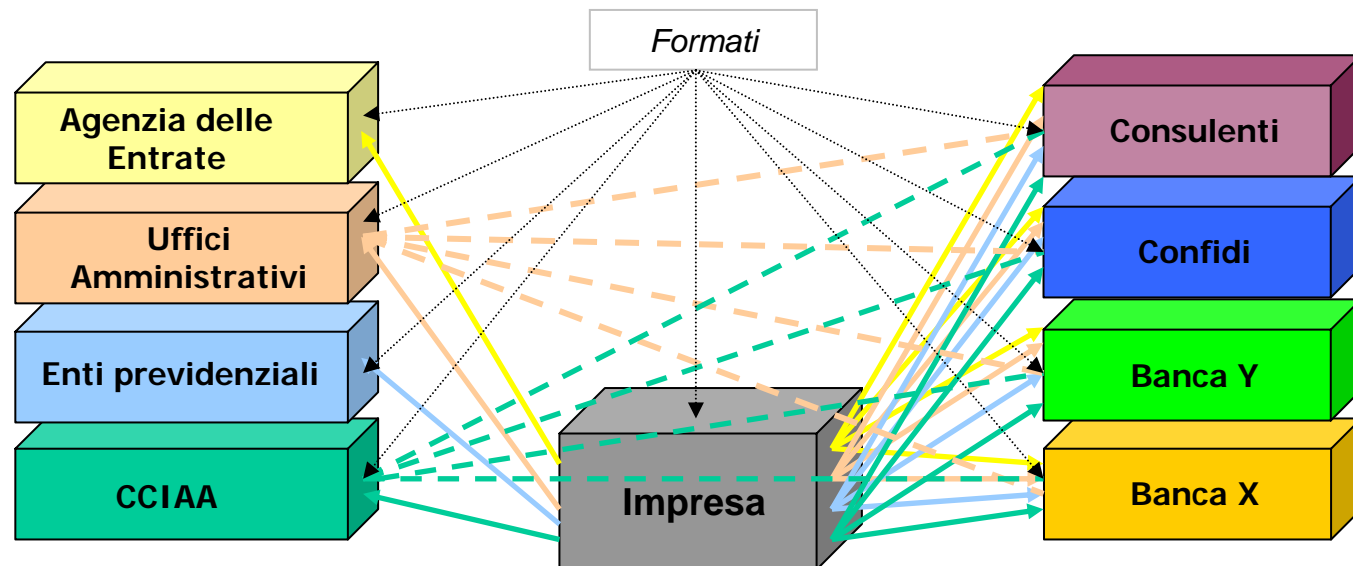 Formati
Agenzia delle
Entrate
Uffici
Amministrativi
Enti previdenziali
CCIAA
Impresa
Consulenti
Confidi
Banca Y
Banca X